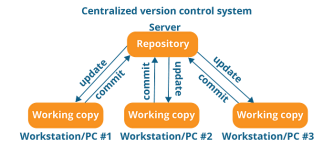 Centralized version control system
Server
Repository
update
commit
commit
update
update
commit
Working copy
Working copy
Working copy
Workstation/PC #1
Workstation/PC #2
Workstation/PC #3